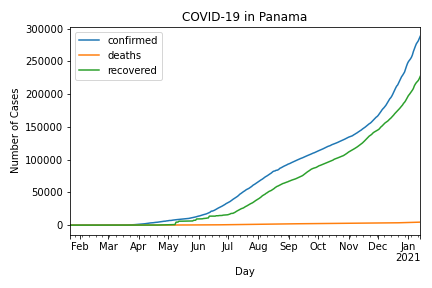 COVID-19 in Panama
confirmed
deaths
recovered
Number of Cases
300000
250000
200000
150000
100000
50000
0
Feb Mar Apr May Jun Jul Aug Sep Oct Nov Dec Jan
2021
Day